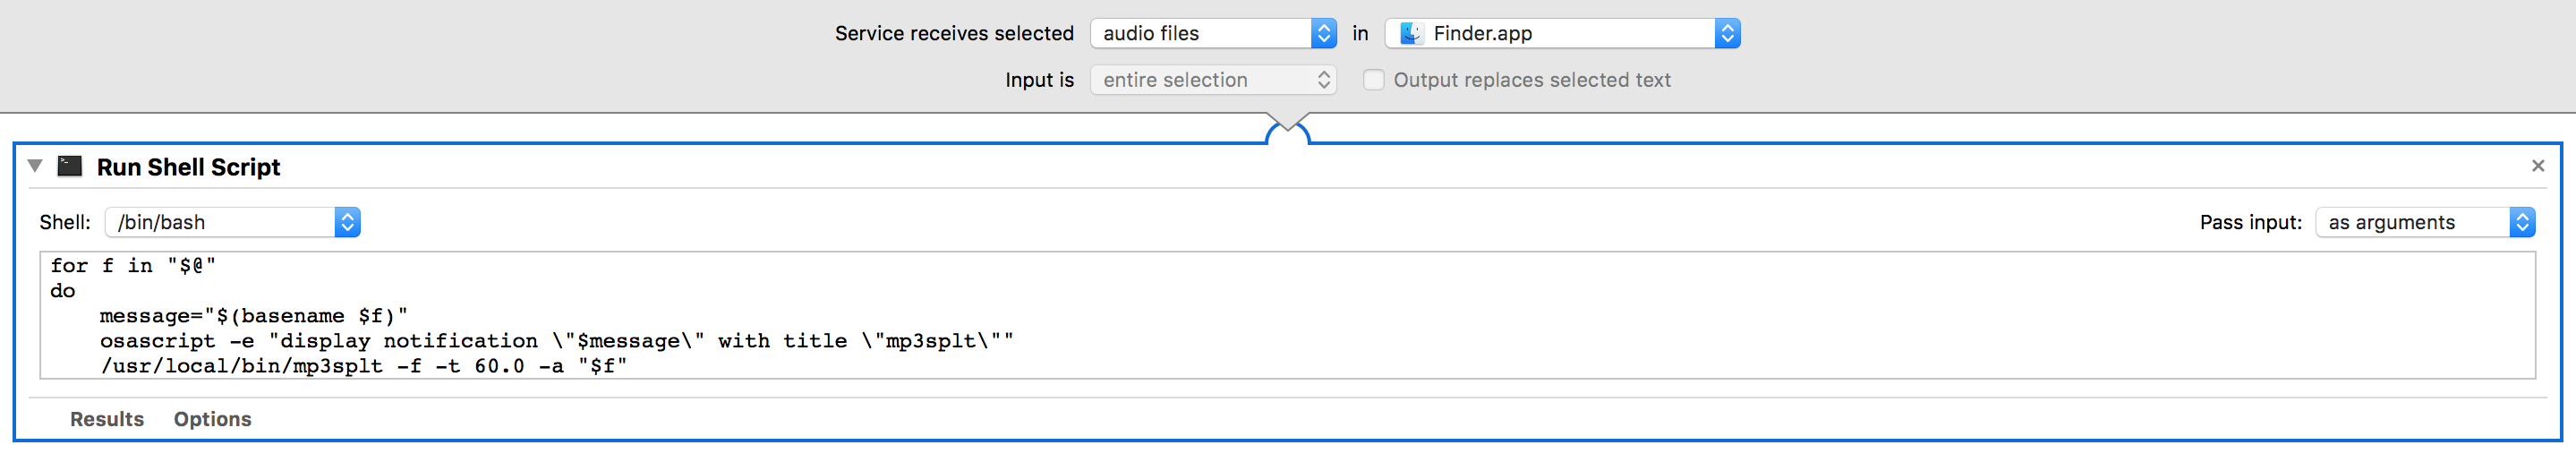 Service receives selected audio files in Finder.app
Input is entire selection Output replaces selected text
Run Shell Script
Shell: /bin/bash Pass input: as arguments
for f in "$@"
do
    message="$(basename $f)"
    osascript -e "display notification \"$message\" with title \"mp3splt\""
    /usr/local/bin/mp3splt -f -t 60.0 -a "$f"
Results Options